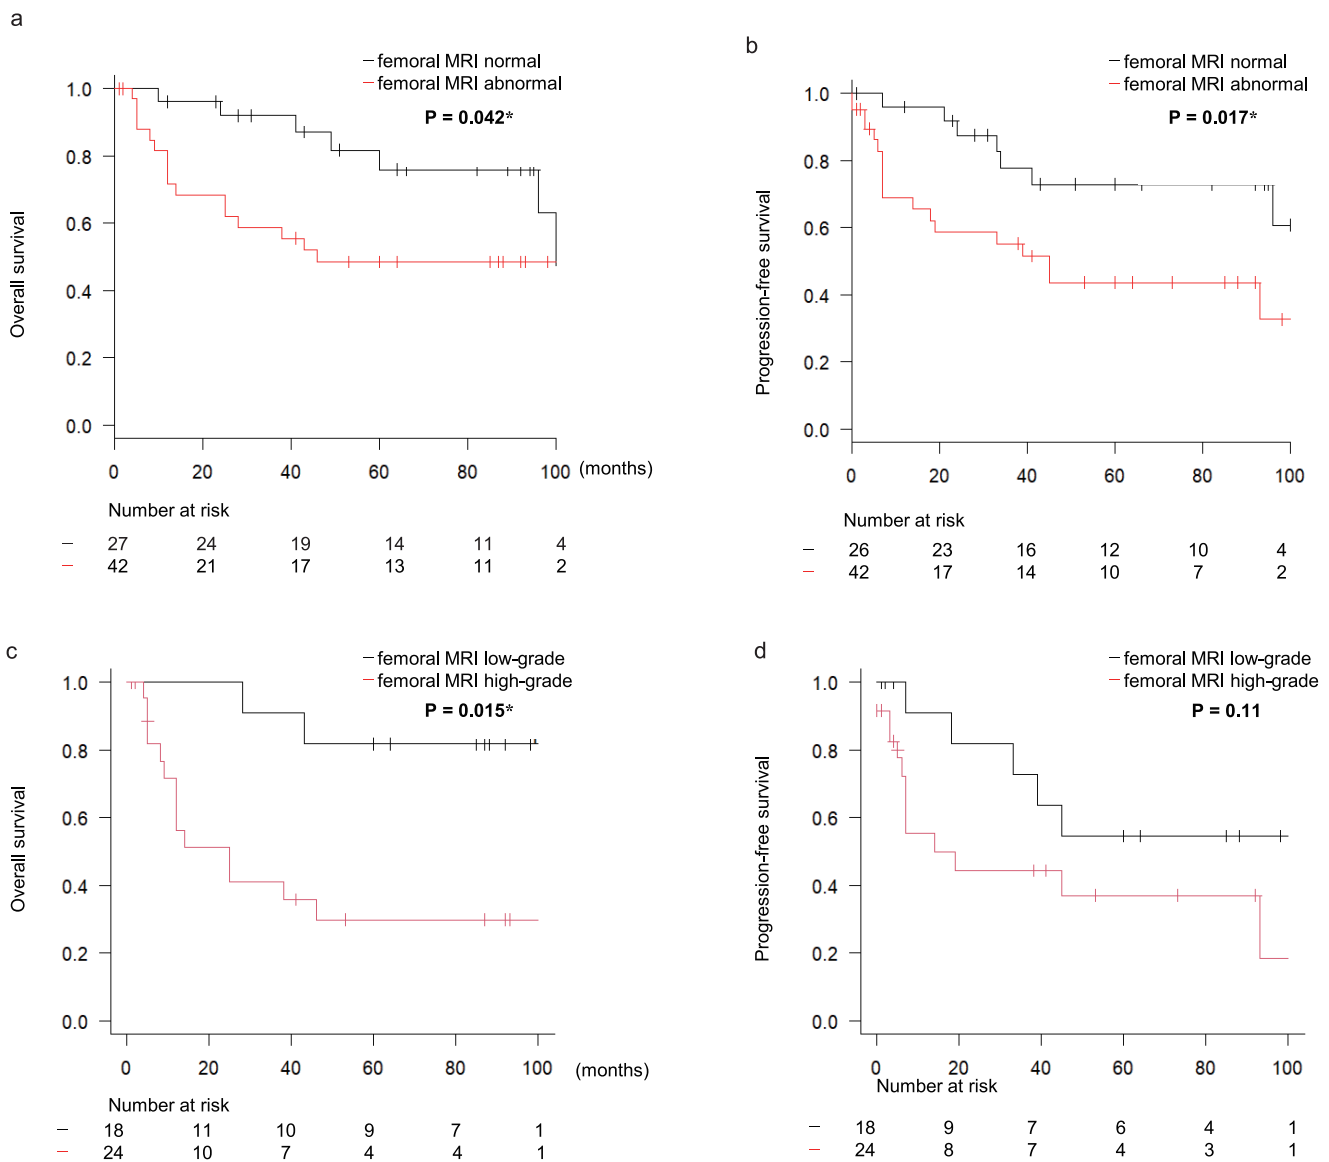 a
femoral MRI normal
femoral MRI abnormal
P = 0.042*
1.0
0.8
0.6
0.4
0.2
0.0
Overall survival
0 20 40 60 80 100 (months)
Number at risk
27 24 19 14 11 4
42 21 17 13 11 2
b
femoral MRI normal
femoral MRI abnormal
P = 0.017*
1.0
0.8
0.6
0.4
0.2
0.0
Progression-free survival
0 20 40 60 80 100
Number at risk
26 23 16 12 10 4
42 17 14 10 7 2
c
femoral MRI low-grade
femoral MRI high-grade
P = 0.015*
1.0
0.8
0.6
0.4
0.2
0.0
Overall survival
0 20 40 60 80 100 (months)
Number at risk
18 11 10 9 7 1
24 10 7 4 4 1
d
femoral MRI low-grade
femoral MRI high-grade
P = 0.11
1.0
0.8
0.6
0.4
0.2
0.0
Progression-free survival
0 20 40 60 80 100
Number at risk
18 9 7 6 4 1
24 8 7 4 3 1